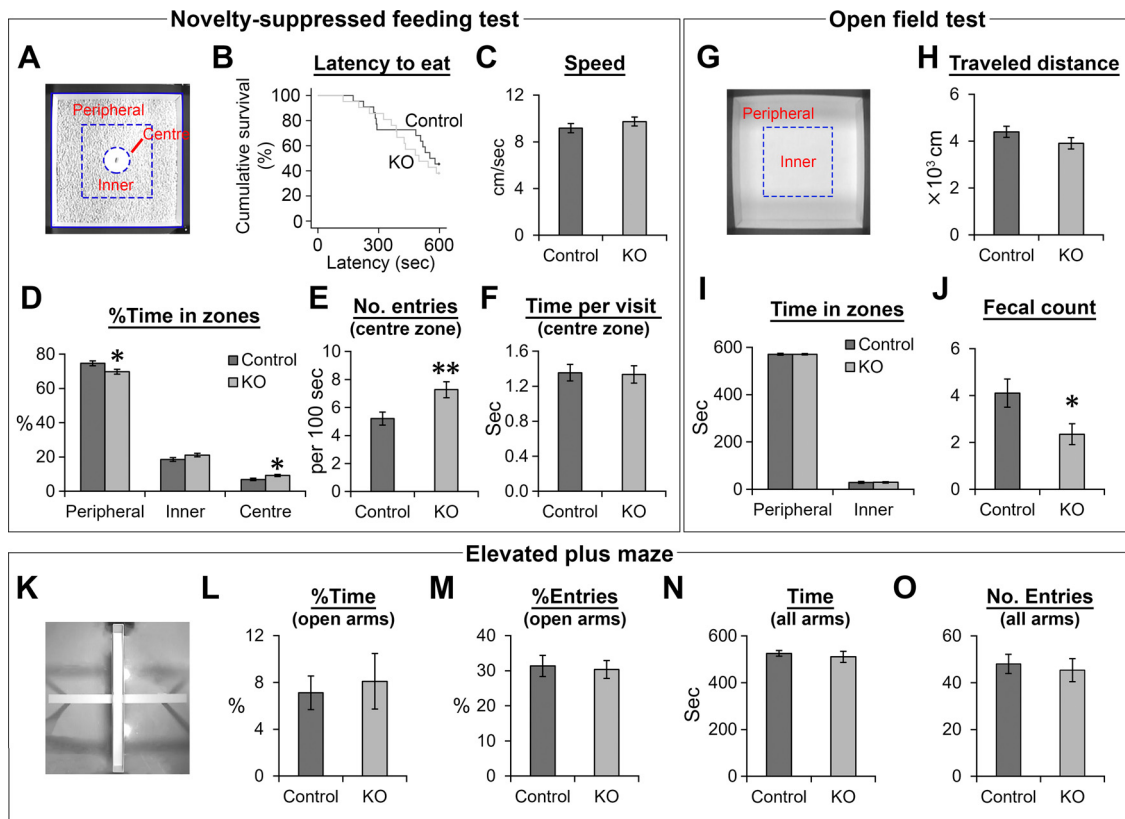 Novelty-suppressed feeding test
A
Peripheral
Centre
Inner
B
Latency to eat
Cumulative survival
(%)
100
80
60
40
20
0
Control
KO
0
300
600
Latency (sec)
C
Speed
cm/sec
12
9
6
3
0
Control
KO
D
%Time in zones
%
80
60
40
20
0
*
*
Control
KO
Peripheral
Inner
Centre
E
No. entries
(centre zone)
per 100 sec
10
8
6
4
2
0
**
Control
KO
F
Time per visit
(centre zone)
Sec
1.6
1.2
0.8
0.4
0.0
Control
KO
Open field test
G
Peripheral
Inner
H
Traveled distance
×10³ cm
6
4
2
0
Control
KO
I
Time in zones
Sec
600
400
200
0
Control
KO
Peripheral
Inner
J
Fecal count
6
4
2
0
*
Control
KO
Elevated plus maze
K
L
%Time
(open arms)
%
12
8
4
0
Control
KO
M
%Entries
(open arms)
%
40
30
20
10
0
Control
KO
N
Time
(all arms)
Sec
600
400
200
0
Control
KO
O
No. Entries
(all arms)
60
40
20
0
Control
KO